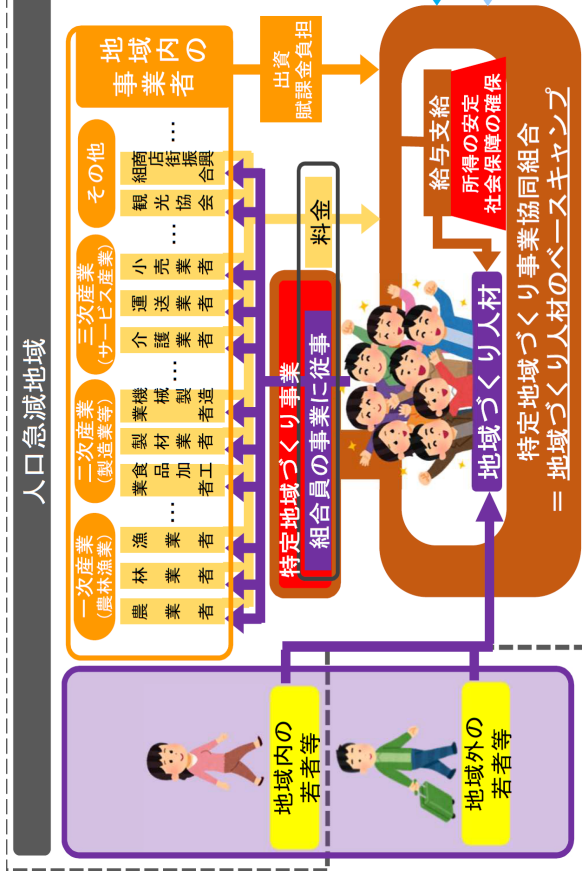 人口急減地域
一次産業
(農林漁業)
二次産業
(製造業等)
三次産業
(サービス産業)
その他
地域内の
事業者
農業者
林業者
漁業者
…
食品加工
業者
製材業者
機械製造
業者
…
介護業者
運送業者
小売業者
…
観光協会
商店街振興
組合
…
特定地域づくり事業
組合員の事業に従事
料金
出資
賦課金負担
地域内の
若者等
地域外の
若者等
地域づくり人材
給与支給
所得の安定
社会保障の確保
特定地域づくり事業協同組合
＝ 地域づくり人材のベースキャンプ